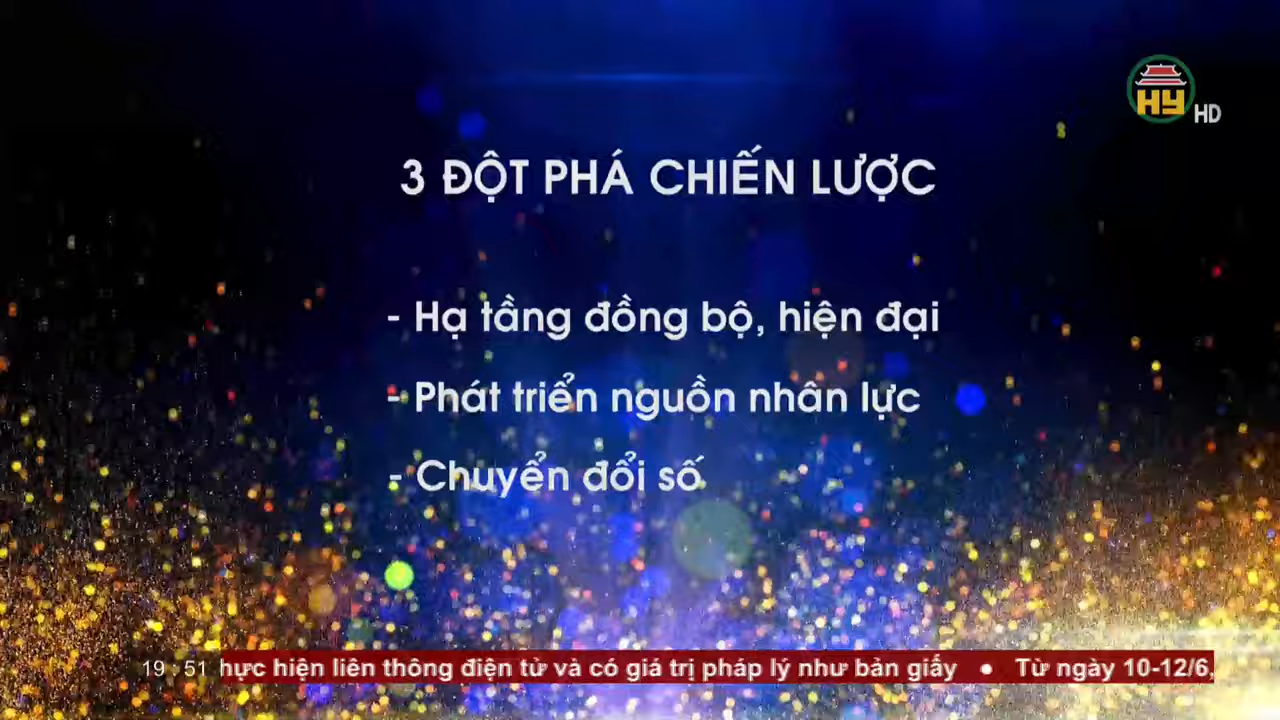 HY HD
3 ĐỘT PHÁ CHIẾN LƯỢC
- Hạ tầng đồng bộ, hiện đại
- Phát triển nguồn nhân lực
- Chuyển đổi số
19 : 51 hực hiện liên thông điện tử và có giá trị pháp lý như bản giấy ● Từ ngày 10-12/6,